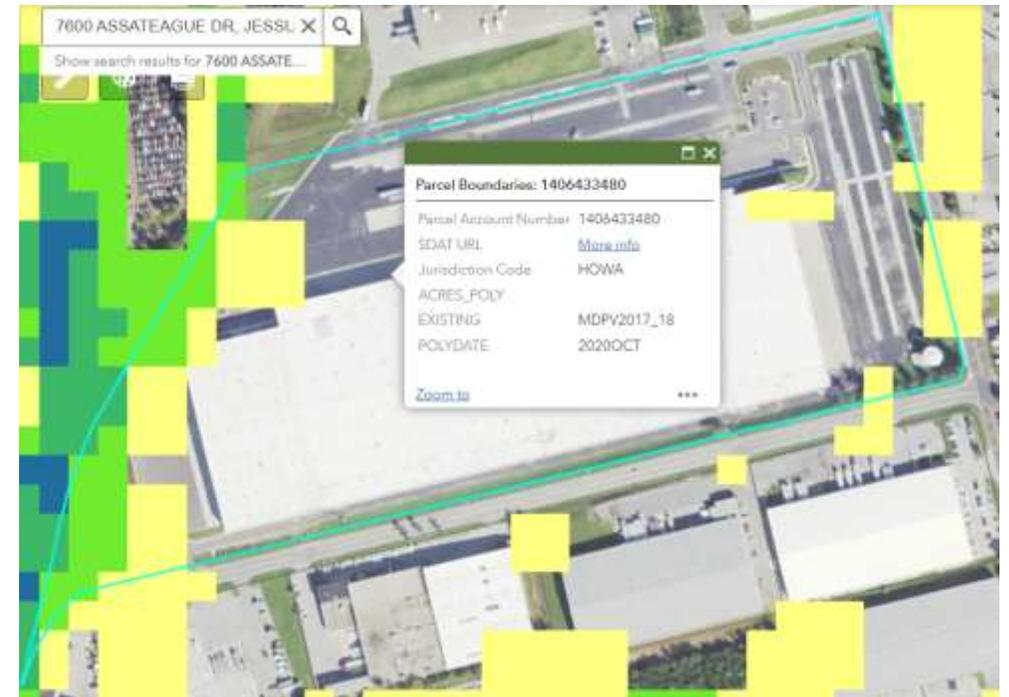 7600 ASSATEAGUE DR, JESSL
Show search results for 7600 ASSATE...
Parcel Boundaries: 1406433480
Parcel Account Number 1406433480
SDAT URL More info
Jurisdiction Code HOWA
ACRES_POLY
EXISTING MDPV2017_18
POLYDATE 2020OCT
Zoom to